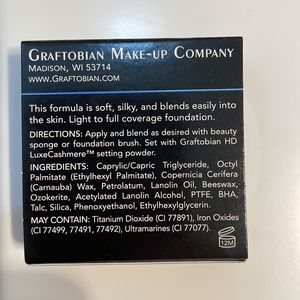 GRAFTOBIAN MAKE-UP COMPANY
MADISON, WI 53714
WWW.GRAFTOBIAN.COM
This formula is soft, silky, and blends easily into
the skin. Light to full coverage foundation.
DIRECTIONS: Apply and blend as desired with beauty
sponge or foundation brush. Set with Graftobian HD
LuxeCashmere™ setting powder.
INGREDIENTS: Caprylic/Capric Triglyceride, Octyl
Palmitate (Ethylhexyl Palmitate), Copernicia Cerifera
(Carnauba) Wax, Petrolatum, Lanolin Oil, Beeswax,
Ozokerite, Acetylated Lanolin Alcohol, PTFE, BHA,
Talc, Silica, Phenoxyethanol, Ethylhexylglycerin.
MAY CONTAIN: Titanium Dioxide (CI 77891), Iron Oxides
(CI 77499, 77491, 77492), Ultramarines (CI 77077).
12M